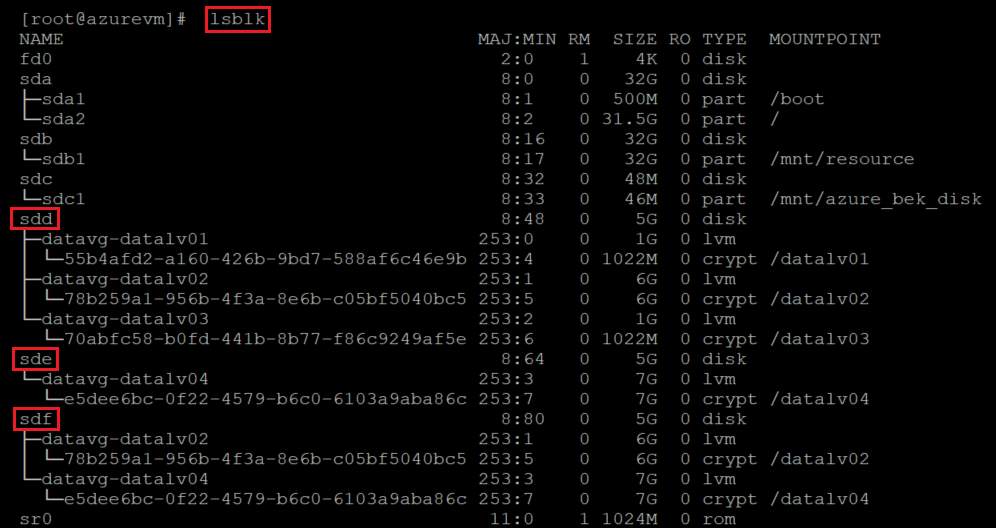 [root@azurevm]# lsblk
NAME MAJ:MIN RM SIZE RO TYPE MOUNTPOINT
fd0 2:0 1 4K 0 disk
sda 8:0 0 32G 0 disk
├─sda1 8:1 0 500M 0 part /boot
└─sda2 8:2 0 31.5G 0 part /
sdb 8:16 0 32G 0 disk
└─sdb1 8:17 0 32G 0 part /mnt/resource
sdc 8:32 0 48M 0 disk
└─sdc1 8:33 0 46M 0 part /mnt/azure_bek_disk
sdd 8:48 0 5G 0 disk
├─datavg-datalv01 253:0 0 1G 0 lvm
│ └─55b4afd2-a160-426b-9bd7-588af6c46e9b 253:4 0 1022M 0 crypt /datalv01
├─datavg-datalv02 253:1 0 6G 0 lvm
│ └─78b259a1-956b-4f3a-8e6b-c05bf5040bc5 253:5 0 6G 0 crypt /datalv02
└─datavg-datalv03 253:2 0 1G 0 lvm
└─70abfc58-b0fd-441b-8b77-f86c9249af5e 253:6 0 1022M 0 crypt /datalv03
sde 8:64 0 5G 0 disk
└─datavg-datalv04 253:3 0 7G 0 lvm
└─e5dee6bc-0f22-4579-b6c0-6103a9aba86c 253:7 0 7G 0 crypt /datalv04
sdf 8:80 0 5G 0 disk
├─datavg-datalv02 253:1 0 6G 0 lvm
│ └─78b259a1-956b-4f3a-8e6b-c05bf5040bc5 253:5 0 6G 0 crypt /datalv02
└─datavg-datalv04 253:3 0 7G 0 lvm
└─e5dee6bc-0f22-4579-b6c0-6103a9aba86c 253:7 0 7G 0 crypt /datalv04
sr0 11:0 1 1024M 0 rom